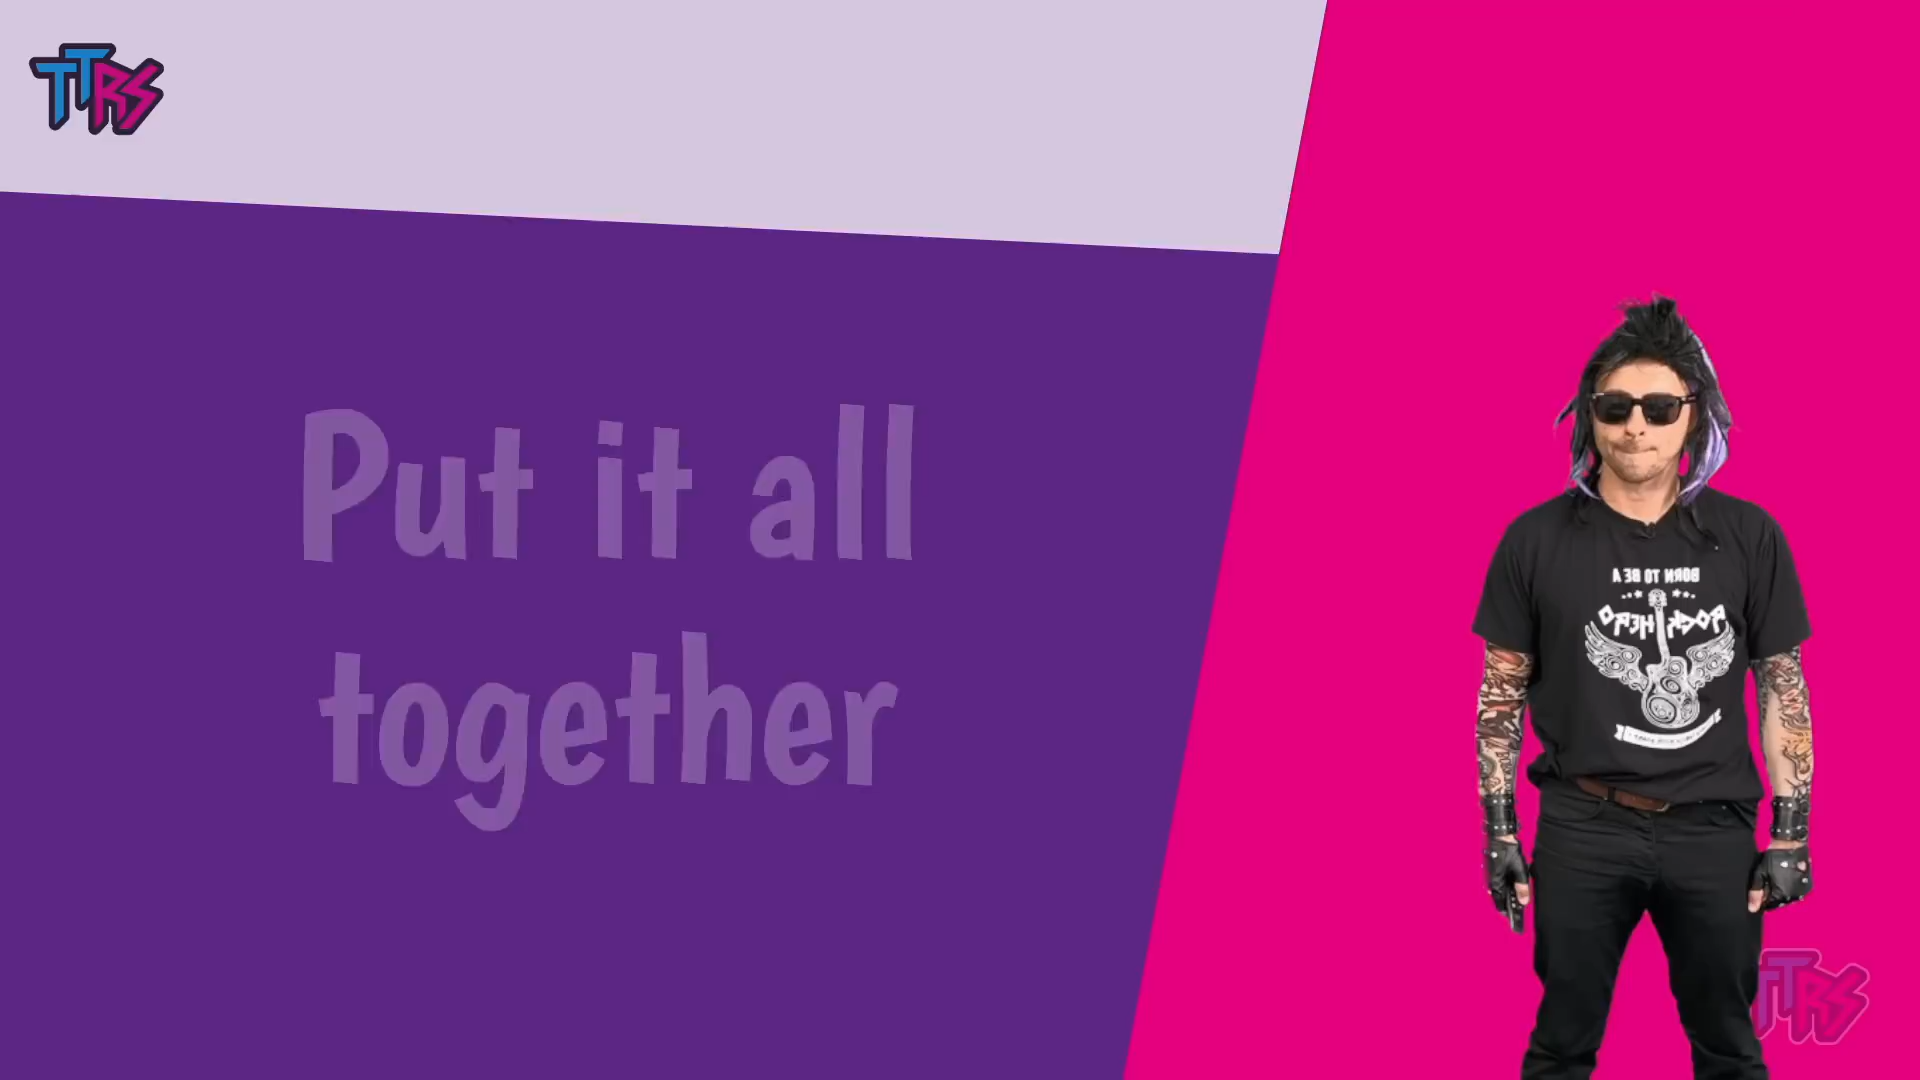 TTRS
Put it all
together
BORN TO BE A
ROCK HERO
TTRS